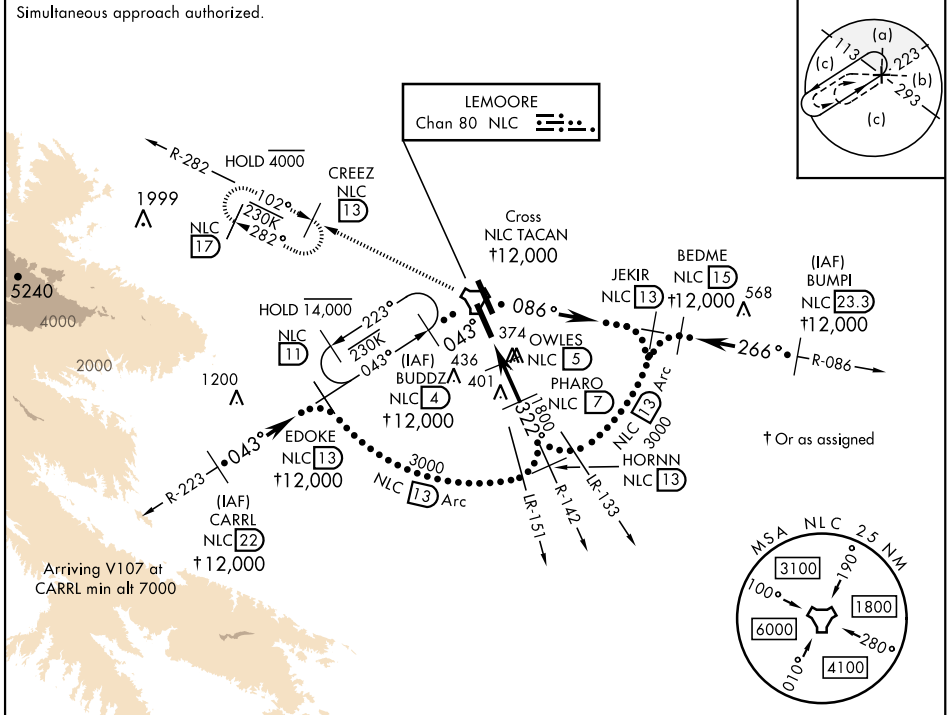 Simultaneous approach authorized.
(a)
113
223
(c)
(b)
293
(c)
LEMOORE
Chan 80 NLC
R-282
HOLD 4000
CREEZ
NLC
13
102°
230K
282°
1999
NLC
17
Cross
NLC TACAN
†12,000
5240
4000
2000
HOLD 14,000
NLC
11
223°
230K
043°
043°
(IAF)
BUDDZ
NLC 4
†12,000
436
374
401
OWLES
NLC 5
PHARO
NLC 7
086°
JEKIR
NLC 13
BEDME
NLC 15
†12,000
568
(IAF)
BUMPI
NLC 23.3
†12,000
266°
R-086
1200
043°
EDOKE
NLC 13
†12,000
R-223
(IAF)
CARRL
NLC 22
†12,000
Arriving V107 at
CARRL min alt 7000
3000
NLC 13 Arc
1800
322°
NLC 13 Arc
3000
HORNN
NLC 13
LR-151
R-142
LR-133
† Or as assigned
MSA NLC 25 NM
3100
190°
100°
1800
6000
280°
010°
4100